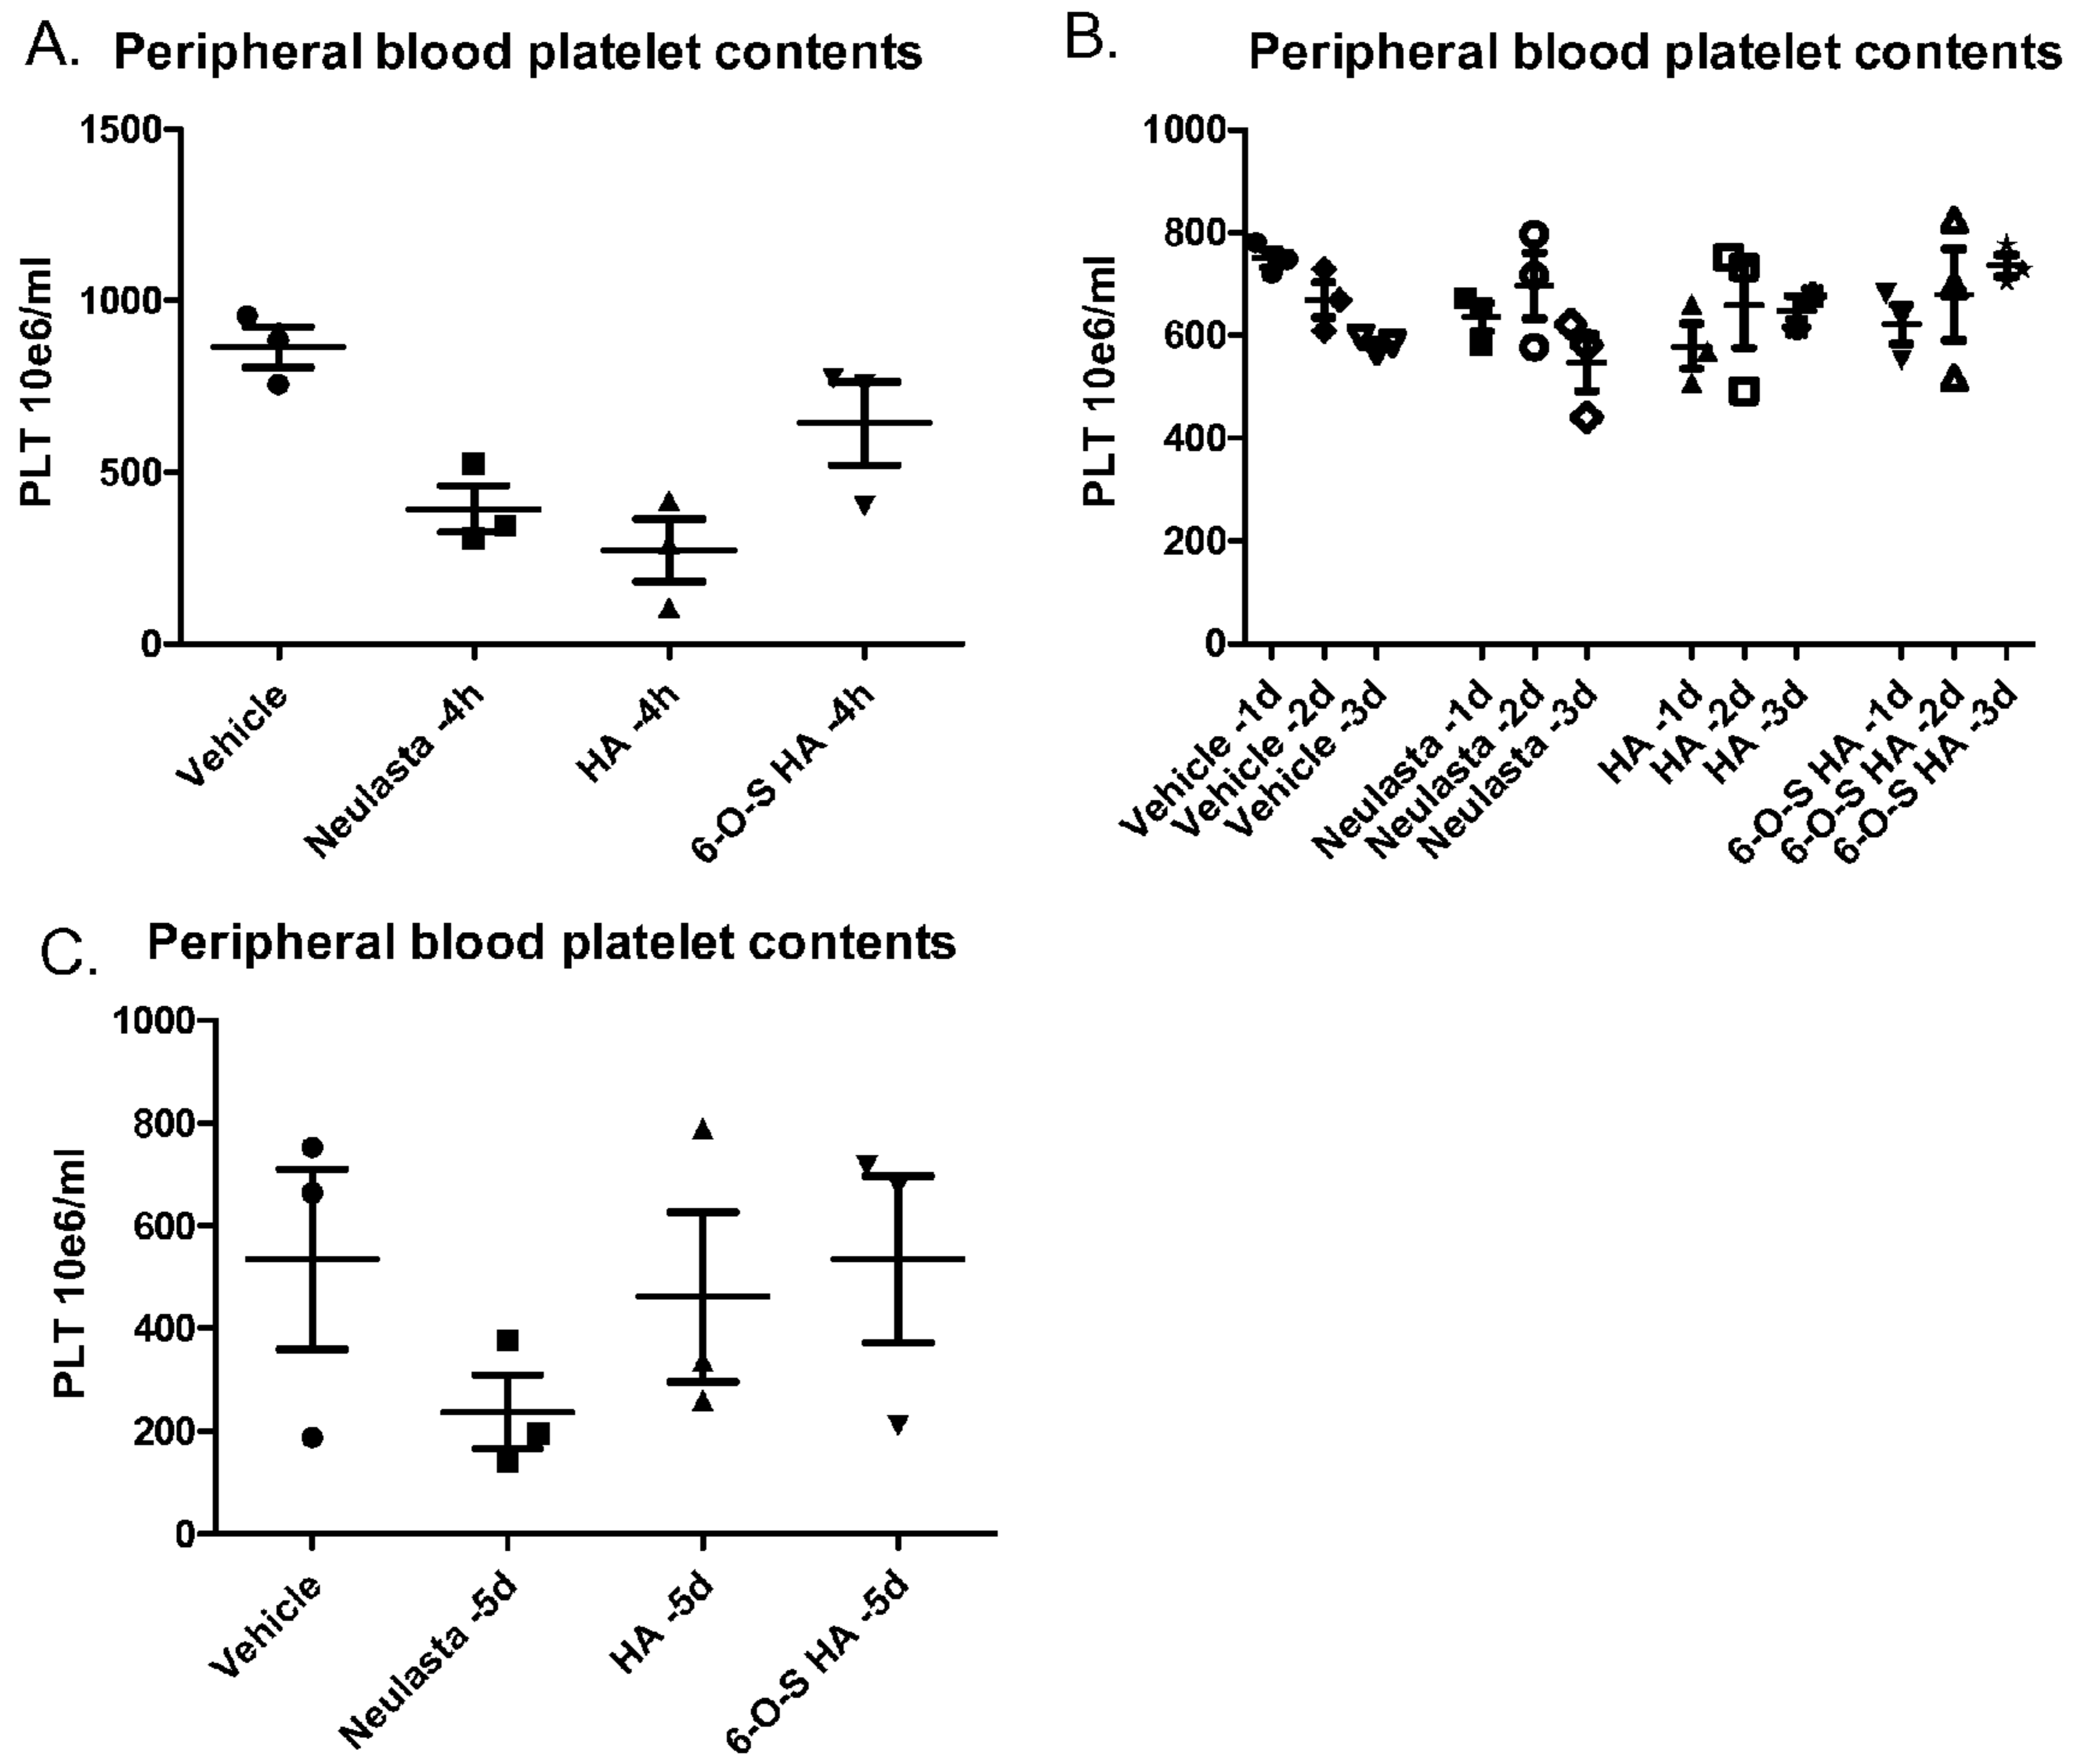 A. Peripheral blood platelet contents
PLT 10e6/ml
1500
1000
500
0
Vehicle
Neulasta -4h
HA -4h
6-O-S HA -4h
B. Peripheral blood platelet contents
PLT 10e6/ml
1000
800
600
400
200
0
Vehicle -1d
Vehicle -2d
Vehicle -3d
Neulasta -1d
Neulasta -2d
Neulasta -3d
HA -1d
HA -2d
HA -3d
6-O-S HA -1d
6-O-S HA -2d
6-O-S HA -3d
C. Peripheral blood platelet contents
PLT 10e6/ml
1000
800
600
400
200
0
Vehicle
Neulasta -5d
HA -5d
6-O-S HA -5d